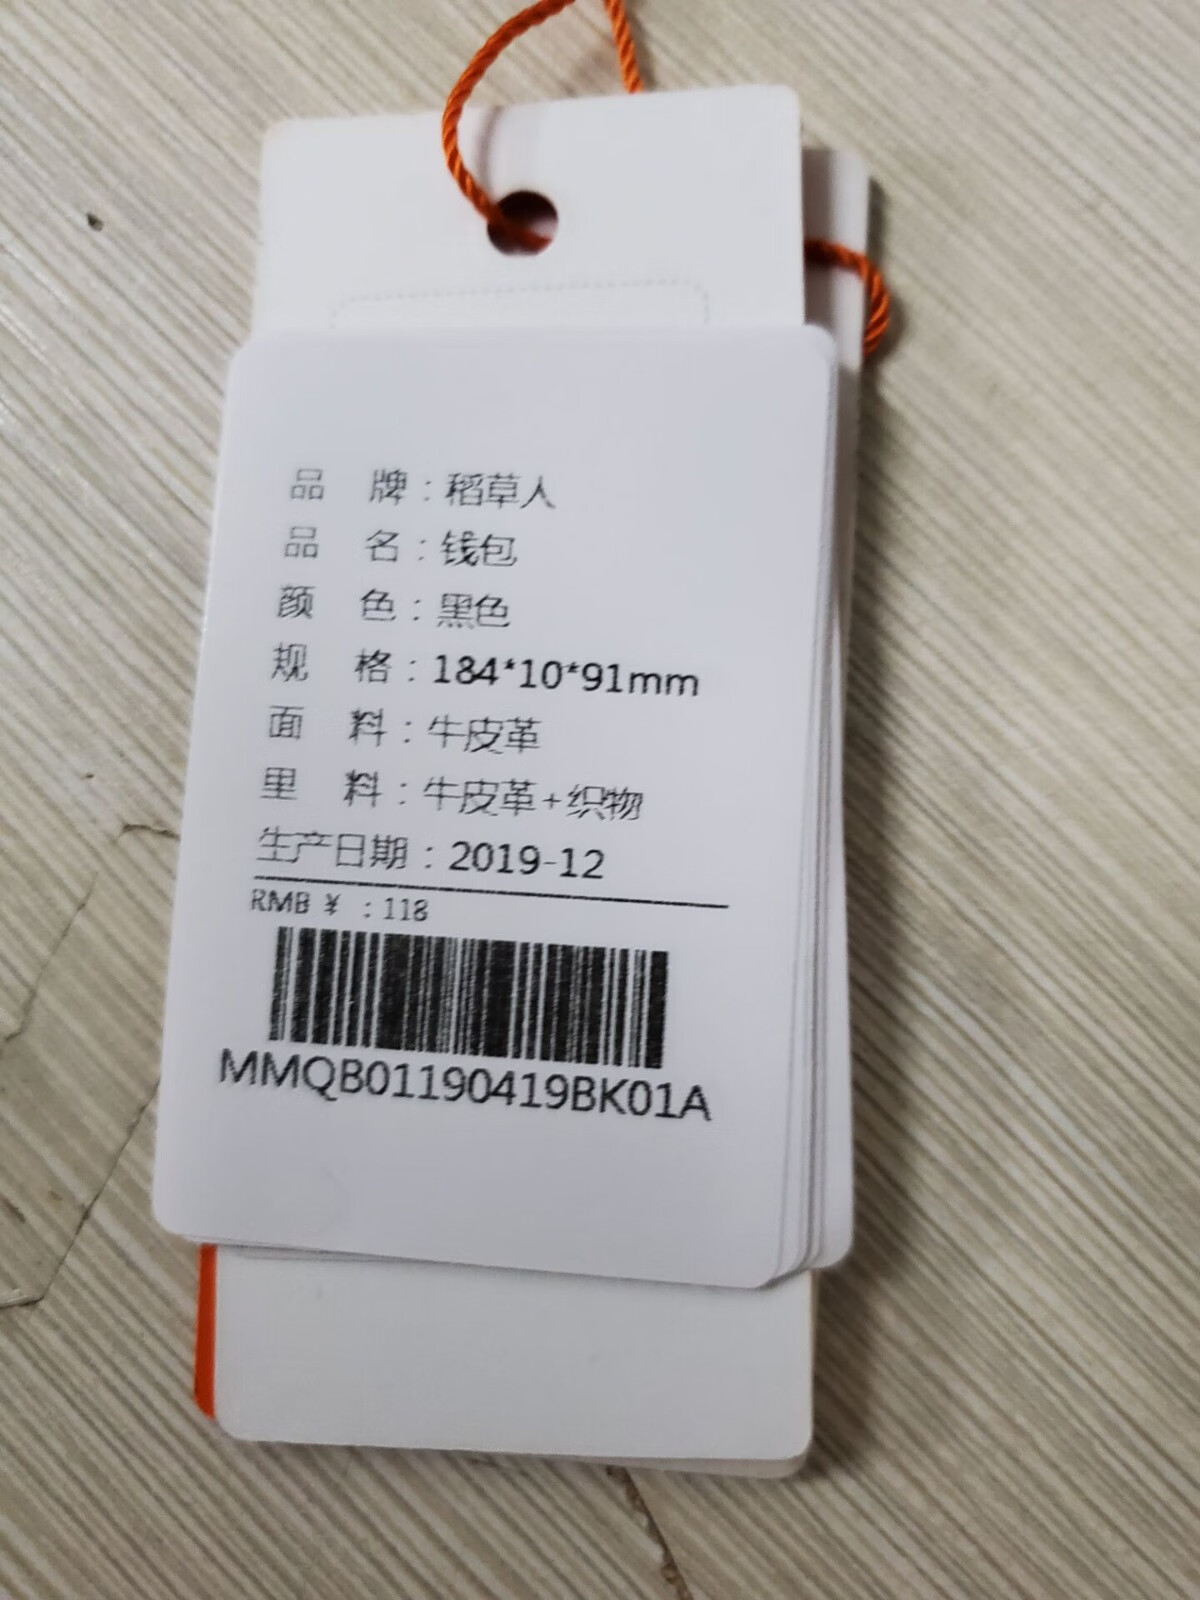 品 牌：稻草人
品 名：钱包
颜 色：黑色
规 格：184*10*91mm
面 料：牛皮革
里 料：牛皮革+织物
生产日期：2019-12
RMB ¥ ：118
MMQB01190419BK01A